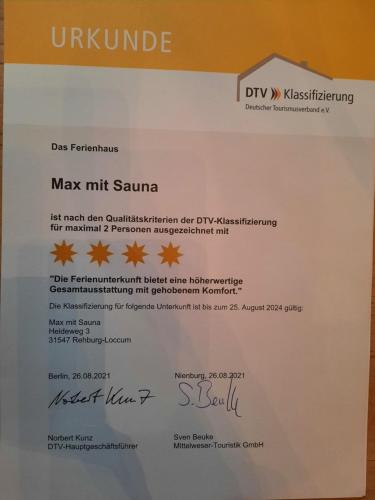 URKUNDE
DTV Klassifizierung
Deutscher Tourismusverband e.V.
Das Ferienhaus
Max mit Sauna
ist nach den Qualitätskriterien der DTV-Klassifizierung
für maximal 2 Personen ausgezeichnet mit
"Die Ferienunterkunft bietet eine höherwertige
Gesamtausstattung mit gehobenem Komfort."
Die Klassifizierung für folgende Unterkunft ist bis zum 25. August 2024 gültig:
Max mit Sauna
Heideweg 3
31547 Rehburg-Loccum
Berlin, 26.08.2021
Nienburg, 26.08.2021
Norbert Kunz
S. Beuke
Norbert Kunz
DTV-Hauptgeschäftsführer
Sven Beuke
Mittelweser-Touristik GmbH